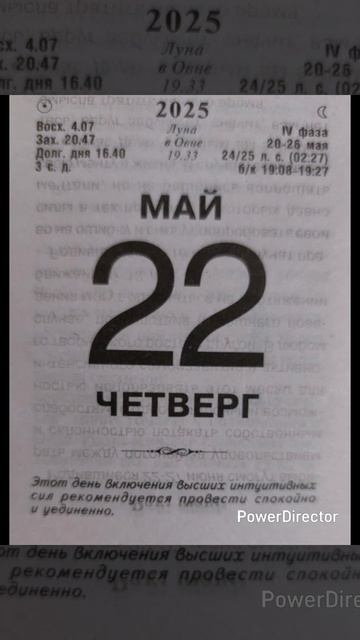 2025
Восх. 4.07
Зах. 20.47
Долг. дня 16.40
3 с. д.
Луна
в Овне
19.33
IV фаза
20-26 мая
24/25 л. с. (02:27)
б/к 19:08-19:27
МАЙ
22
ЧЕТВЕРГ
Этот день включения высших интуитивных
сил рекомендуется провести спокойно
и уединенно.
PowerDirector